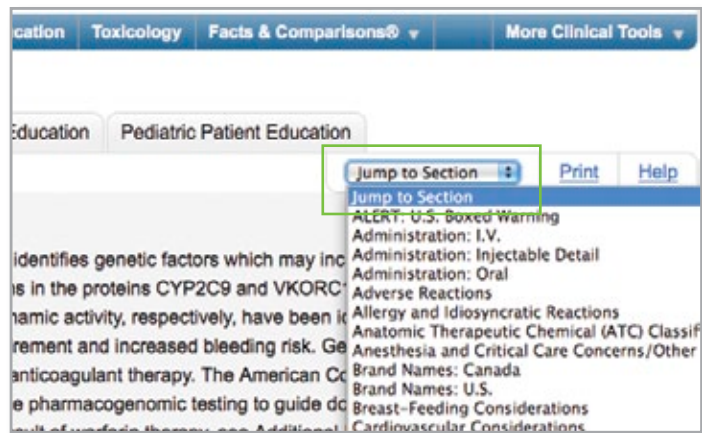 Toxicology Facts & Comparisons® More Clinical Tools
Education Pediatric Patient Education
Jump to Section Print Help
Jump to Section
ALERT: U.S. Boxed Warning
Administration: I.V.
identifies genetic factors which may inc
Administration: Injectable Detail
Administration: Oral
in the proteins CYP2C9 and VKORC
Adverse Reactions
Allergy and Idiosyncratic Reactions
activity, respectively, have been
Anatomic Therapeutic Chemical (ATC) Classif
rement and increased bleeding risk. Ge
Anesthesia and Critical Care Concerns/Other
anticoagulant therapy. The American Co
Brand Names: Canada
Brand Names: U.S.
e pharmacogenomic testing to guide do
Breast-Feeding Considerations
Cardiovascular Considerations